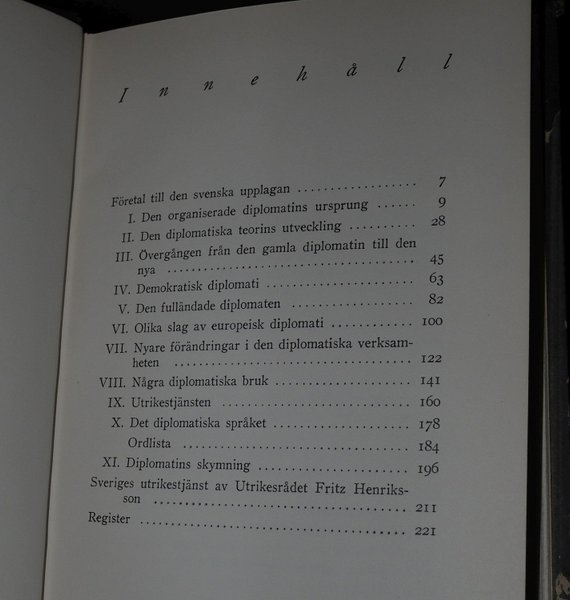 Innehåll
Företal till den svenska upplagan .................. 7
I. Den organiserade diplomatins ursprung ...... 9
II. Den diplomatiska teorins utveckling .......... 28
III. Övergången från den gamla diplomatin till den
nya .................................... 45
IV. Demokratisk diplomati ........................ 63
V. Den fulländade diplomaten .................... 82
VI. Olika slag av europeisk diplomati ............. 100
VII. Nyare förändringar i den diplomatiska verksam-
heten .................................... 122
VIII. Några diplomatiska bruk ...................... 141
IX. Utrikestjänsten .............................. 160
X. Det diplomatiska språket ...................... 178
Ordlista .................................... 184
XI. Diplomatins skymning ......................... 196
Sveriges utrikestjänst av Utrikesrådet Fritz Henriks-
son ........................................ 211
Register ........................................... 221